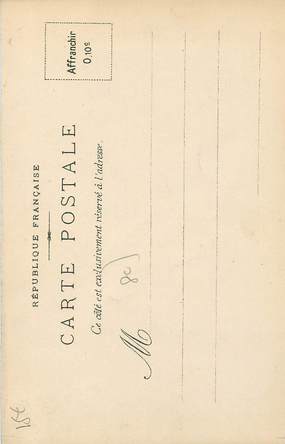 RÉPUBLIQUE FRANÇAISE
CARTE POSTALE
Ce côté est exclusivement réservé à l'adresse.
Affranchir
0,10ᶜ
M